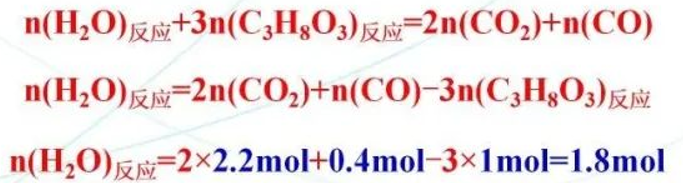 n(H₂O)反应+3n(C₃H₈O₃)反应=2n(CO₂)+n(CO)
n(H₂O)反应=2n(CO₂)+n(CO)−3n(C₃H₈O₃)反应
n(H₂O)反应=2×2.2mol+0.4mol−3×1mol=1.8mol